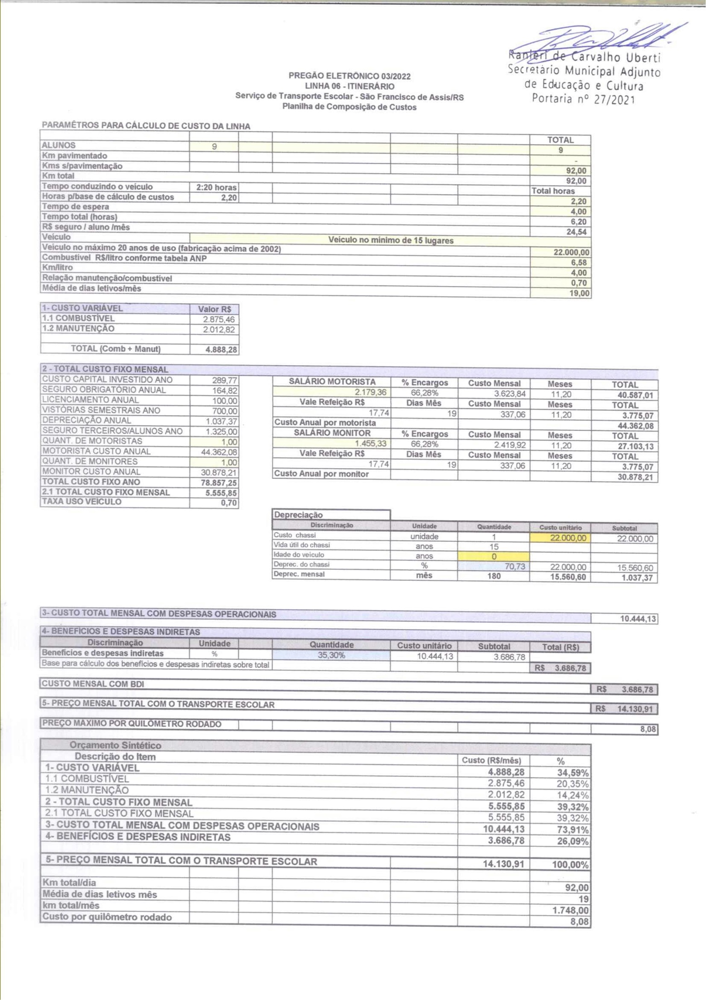 Ranieri de Carvalho Uberti
Secretário Municipal Adjunto
de Educação e Cultura
Portaria nº 27/2021
PREGÃO ELETRÔNICO 03/2022
LINHA 06 - ITINERÁRIO
Serviço de Transporte Escolar - São Francisco de Assis/RS
Planilha de Composição de Custos
PARAMÊTROS PARA CÁLCULO DE CUSTO DA LINHA
TOTAL
ALUNOS 9 9
Km pavimentado -
Kms s/pavimentação 92,00
Km total 92,00
Tempo conduzindo o veículo 2:20 horas Total horas
Horas p/base de cálculo de custos 2,20 2,20
Tempo de espera 4,00
Tempo total (horas) 6,20
R$ seguro / aluno /mês 24,54
Veículo Veículo no mínimo de 15 lugares
Veiculo no máximo 20 anos de uso (fabricação acima de 2002) 22.000,00
Combustível R$/litro conforme tabela ANP 6,58
Km/litro 4,00
Relação manutenção/combustível 0,70
Média de dias letivos/mês 19,00
1- CUSTO VARIÁVEL Valor R$
1.1 COMBUSTÍVEL 2.875,46
1.2 MANUTENÇÃO 2.012,82
TOTAL (Comb + Manut) 4.888,28
2 - TOTAL CUSTO FIXO MENSAL
CUSTO CAPITAL INVESTIDO ANO 289,77 SALÁRIO MOTORISTA % Encargos Custo Mensal Meses TOTAL
SEGURO OBRIGATÓRIO ANUAL 164,82 2.179,36 66,28% 3.623,84 11,20 40.587,01
LICENCIAMENTO ANUAL 100,00 Vale Refeição R$ Dias Mês Custo Mensal Meses TOTAL
VISTÓRIAS SEMESTRAIS ANO 700,00 17,74 19 337,06 11,20 3.775,07
DEPRECIAÇÃO ANUAL 1.037,37 Custo Anual por motorista 44.362,08
SEGURO TERCEIROS/ALUNOS ANO 1.325,00 SALÁRIO MONITOR % Encargos Custo Mensal Meses TOTAL
QUANT. DE MOTORISTAS 1,00 1.455,33 66,28% 2.419,92 11,20 27.103,13
MOTORISTA CUSTO ANUAL 44.362,08 Vale Refeição R$ Dias Mês Custo Mensal Meses TOTAL
QUANT. DE MONITORES 1,00 17,74 19 337,06 11,20 3.775,07
MONITOR CUSTO ANUAL 30.878,21 Custo Anual por monitor 30.878,21
TOTAL CUSTO FIXO ANO 78.857,25
2.1 TOTAL CUSTO FIXO MENSAL 5.555,85
TAXA USO VEÍCULO 0,70
Depreciação
Discriminação Unidade Quantidade Custo unitário Subtotal
Custo chassi unidade 1 22.000,00 22.000,00
Vida útil do chassi anos 15
Idade do veículo anos 0
Deprec. do chassi % 70,73 22.000,00 15.560,60
Deprec. mensal mês 180 15.560,60 1.037,37
3- CUSTO TOTAL MENSAL COM DESPESAS OPERACIONAIS 10.444,13
4- BENEFÍCIOS E DESPESAS INDIRETAS
Discriminação Unidade Quantidade Custo unitário Subtotal Total (R$)
Benefícios e despesas indiretas % 35,30% 10.444,13 3.686,78
Base para cálculo dos benefícios e despesas indiretas sobre total R$ 3.686,78
CUSTO MENSAL COM BDI R$ 3.686,78
5- PREÇO MENSAL TOTAL COM O TRANSPORTE ESCOLAR R$ 14.130,91
PREÇO MÁXIMO POR QUILÔMETRO RODADO 8,08
Orçamento Sintético
Descrição do Item Custo (R$/mês) %
1- CUSTO VARIÁVEL 4.888,28 34,59%
1.1 COMBUSTÍVEL 2.875,46 20,35%
1.2 MANUTENÇÃO 2.012,82 14,24%
2 - TOTAL CUSTO FIXO MENSAL 5.555,85 39,32%
2.1 TOTAL CUSTO FIXO MENSAL 5.555,85 39,32%
3- CUSTO TOTAL MENSAL COM DESPESAS OPERACIONAIS 10.444,13 73,91%
4- BENEFÍCIOS E DESPESAS INDIRETAS 3.686,78 26,09%
5- PREÇO MENSAL TOTAL COM O TRANSPORTE ESCOLAR 14.130,91 100,00%
Km total/dia 92,00
Média de dias letivos mês 19
km total/mês 1.748,00
Custo por quilômetro rodado 8,08